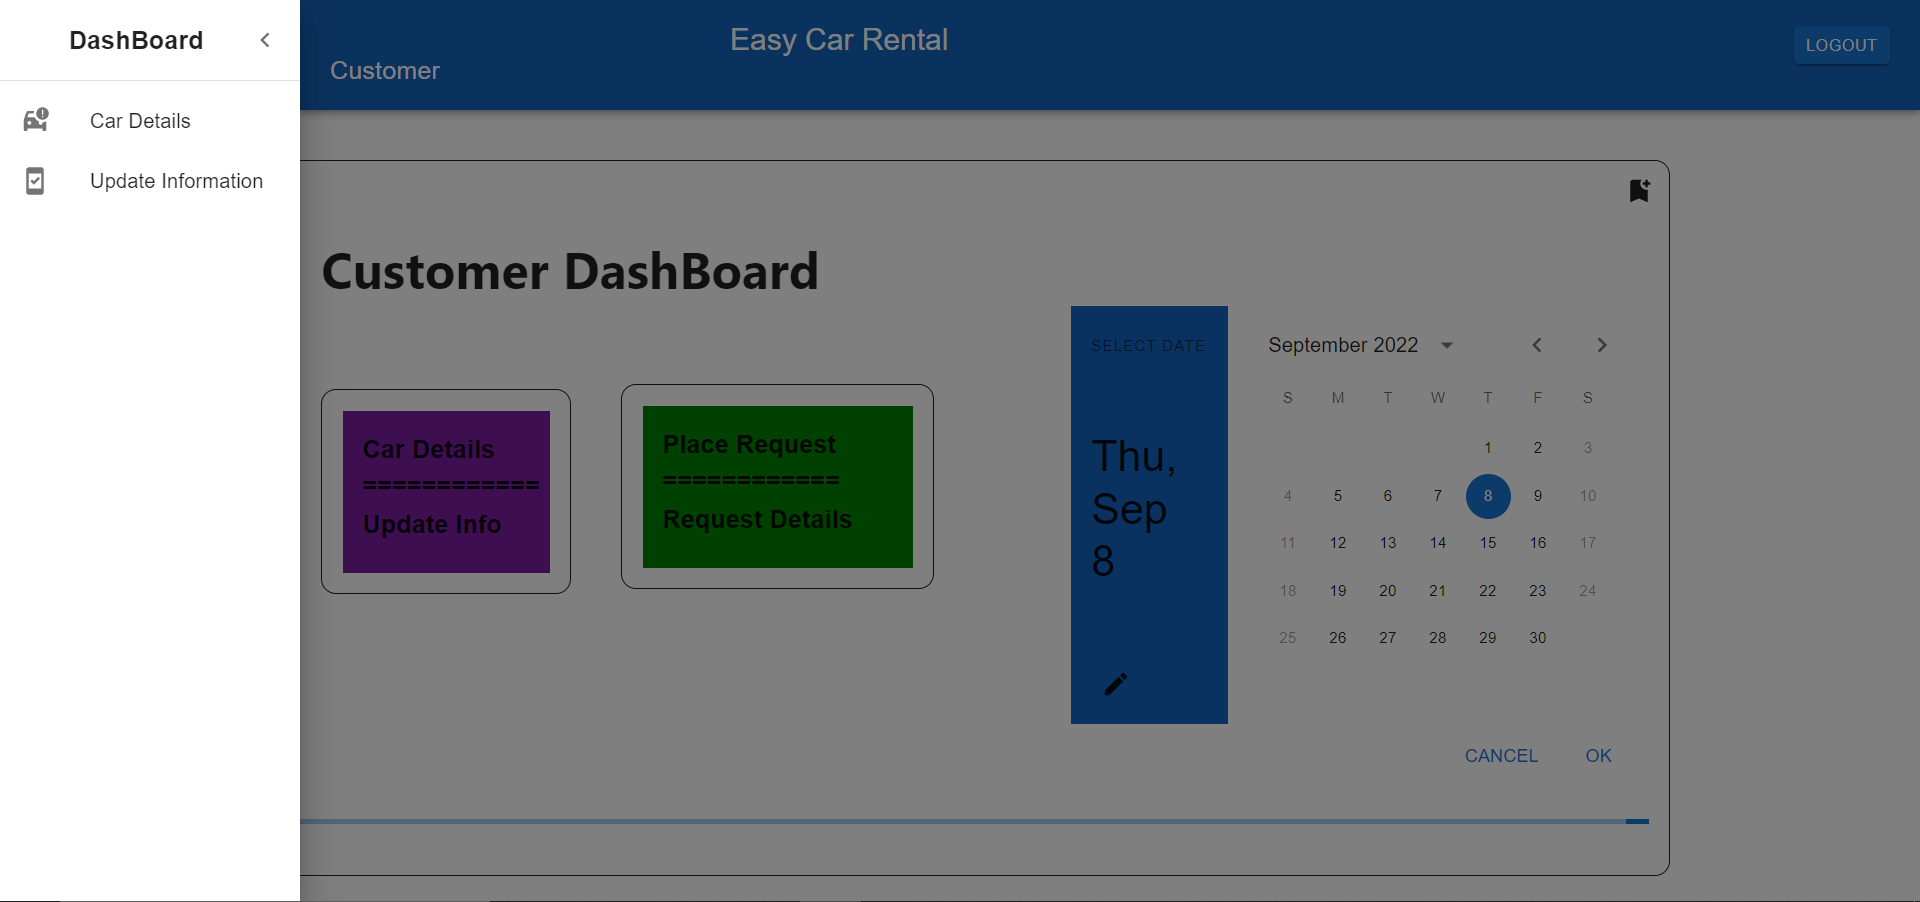 DashBoard
Car Details
Update Information
Easy Car Rental
Customer
LOGOUT
Customer DashBoard
Car Details
============
Update Info
Place Request
============
Request Details
SELECT DATE
Thu,
Sep
8
September 2022
S M T W T F S
1 2 3
4 5 6 7 8 9 10
11 12 13 14 15 16 17
18 19 20 21 22 23 24
25 26 27 28 29 30
CANCEL OK